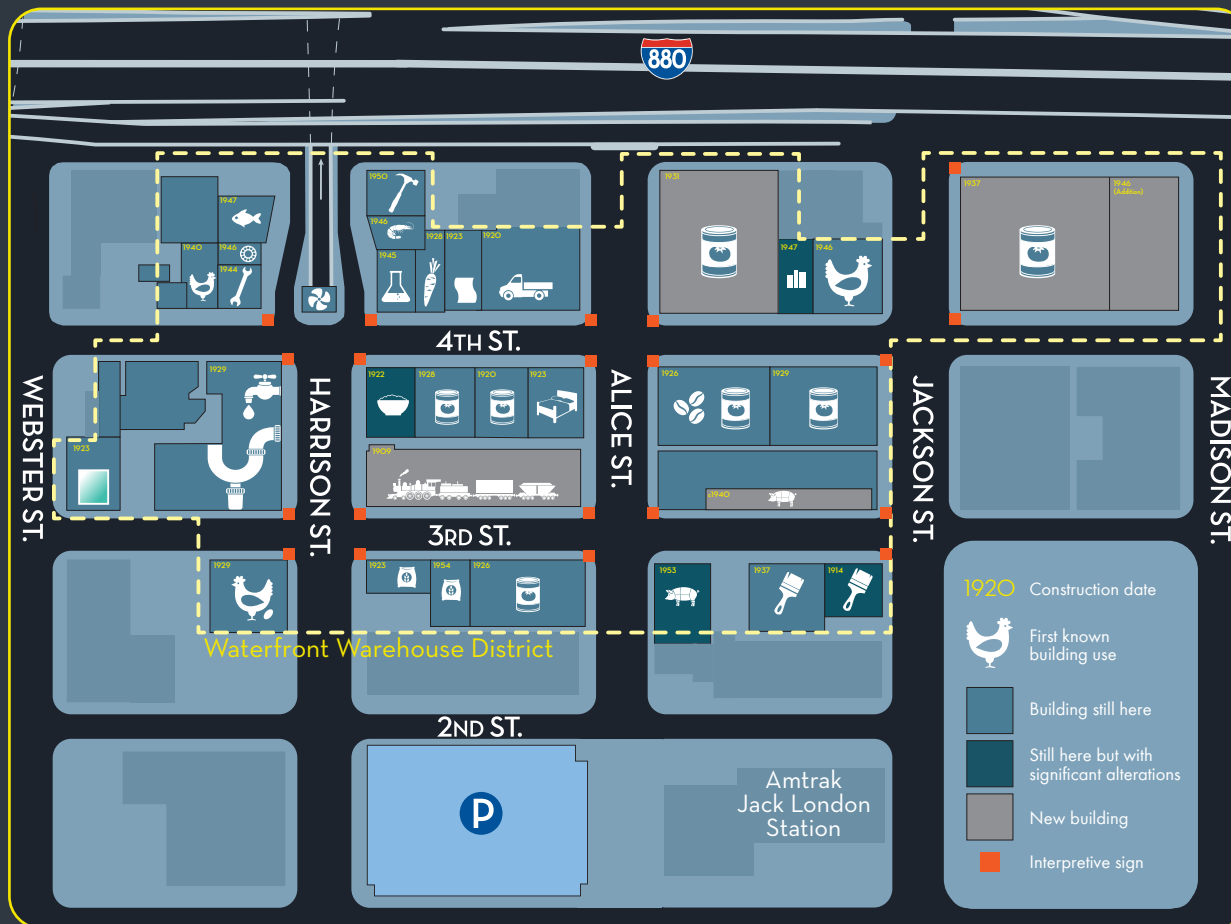 880
1950
1931
1937
1946
(Addition)
1947
1946
1928
1923
1920
1940
1946
1947
1946
1945
1944
4TH ST.
WEBSTER ST.
HARRISON ST.
ALICE ST.
JACKSON ST.
MADISON ST.
1929
1922
1928
1920
1923
1926
1929
1923
1909
c1940
3RD ST.
1929
1923
1954
1926
1953
1937
1914
Waterfront Warehouse District
2ND ST.
P
Amtrak
Jack London
Station
1920
Construction date
First known
building use
Building still here
Still here but with
significant alterations
New building
Interpretive sign